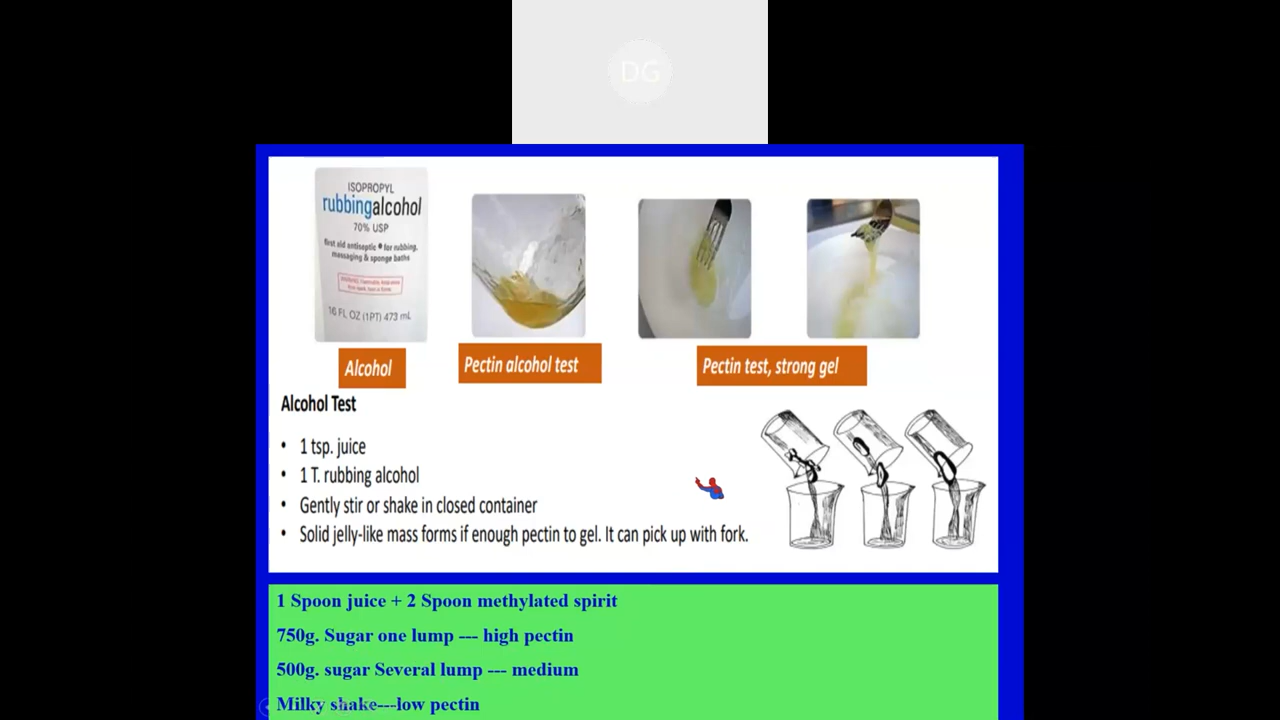 DG
ISOPROPYL
rubbingalcohol
70% USP
first aid antiseptic • for rubbing,
massaging & sponge baths
16 FL OZ (1PT) 473 mL
Alcohol
Pectin alcohol test
Pectin test, strong gel
Alcohol Test
• 1 tsp. juice
• 1 T. rubbing alcohol
• Gently stir or shake in closed container
• Solid jelly-like mass forms if enough pectin to gel. It can pick up with fork.
1 Spoon juice + 2 Spoon methylated spirit
750g. Sugar one lump --- high pectin
500g. sugar Several lump --- medium
Milky shake---low pectin